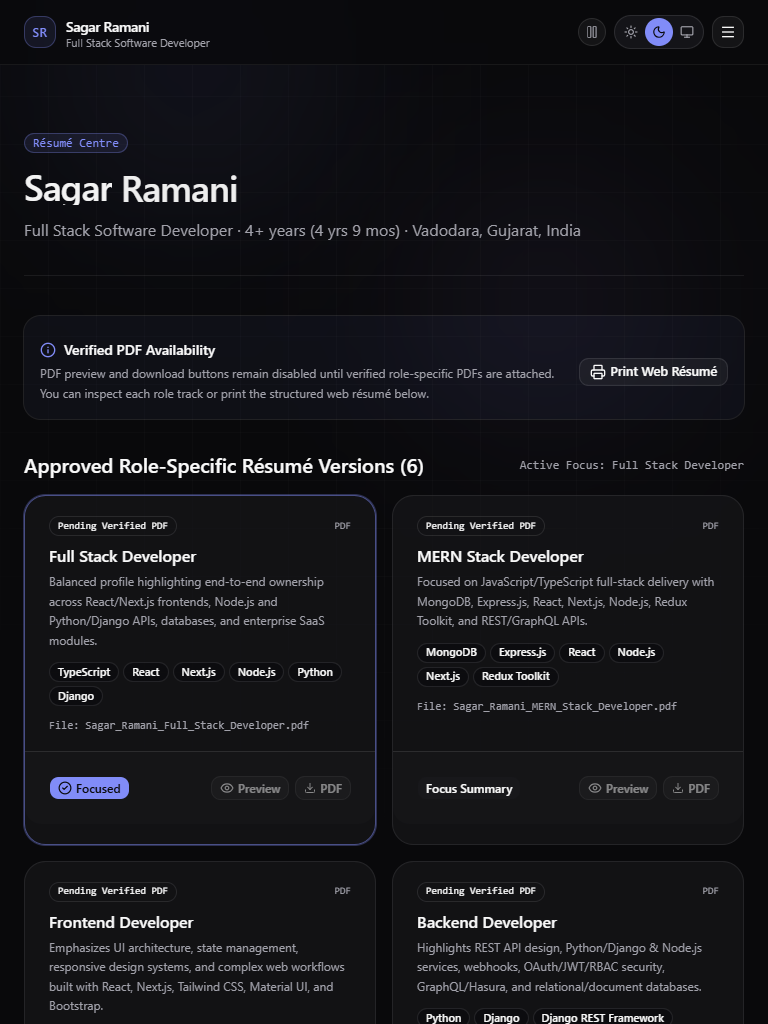 SR
Sagar Ramani
Full Stack Software Developer
Résumé Centre
Sagar Ramani
Full Stack Software Developer · 4+ years (4 yrs 9 mos) · Vadodara, Gujarat, India
Verified PDF Availability
PDF preview and download buttons remain disabled until verified role-specific PDFs are attached.
You can inspect each role track or print the structured web résumé below.
Print Web Résumé
Approved Role-Specific Résumé Versions (6)
Active Focus: Full Stack Developer
Pending Verified PDF
PDF
Full Stack Developer
Balanced profile highlighting end-to-end ownership
across React/Next.js frontends, Node.js and
Python/Django APIs, databases, and enterprise SaaS
modules.
TypeScript React Next.js Node.js Python
Django
File: Sagar_Ramani_Full_Stack_Developer.pdf
Focused Preview PDF
Pending Verified PDF
PDF
MERN Stack Developer
Focused on JavaScript/TypeScript full-stack delivery with
MongoDB, Express.js, React, Next.js, Node.js, Redux
Toolkit, and REST/GraphQL APIs.
MongoDB Express.js React Node.js
Next.js Redux Toolkit
File: Sagar_Ramani_MERN_Stack_Developer.pdf
Focus Summary Preview PDF
Pending Verified PDF
PDF
Frontend Developer
Emphasizes UI architecture, state management,
responsive design systems, and complex web workflows
built with React, Next.js, Tailwind CSS, Material UI, and
Bootstrap.
Pending Verified PDF
PDF
Backend Developer
Highlights REST API design, Python/Django & Node.js
services, webhooks, OAuth/JWT/RBAC security,
GraphQL/Hasura, and relational/document databases.
Python Django Django REST Framework